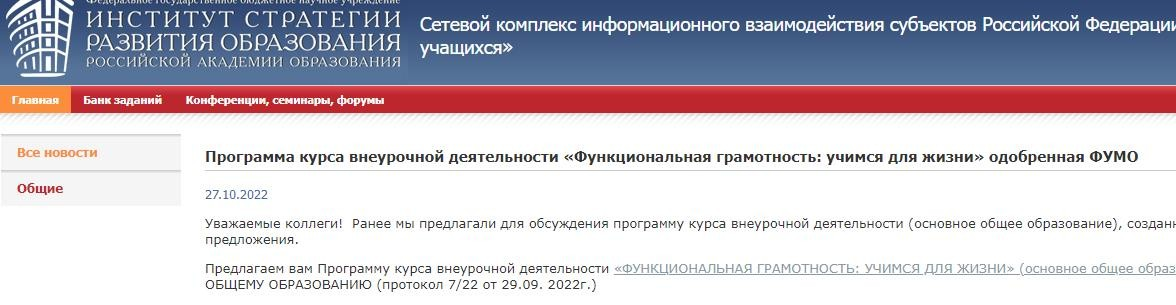 Федеральное государственное бюджетное научное учреждение
ИНСТИТУТ СТРАТЕГИИ
РАЗВИТИЯ ОБРАЗОВАНИЯ
РОССИЙСКОЙ АКАДЕМИИ ОБРАЗОВАНИЯ
Сетевой комплекс информационного взаимодействия субъектов Российской Федерации
учащихся»
Главная Банк заданий Конференции, семинары, форумы
Все новости
Общие
Программа курса внеурочной деятельности «Функциональная грамотность: учимся для жизни» одобренная ФУМО
27.10.2022
Уважаемые коллеги! Ранее мы предлагали для обсуждения программу курса внеурочной деятельности (основное общее образование),
предложения.
Предлагаем вам Программу курса внеурочной деятельности «ФУНКЦИОНАЛЬНАЯ ГРАМОТНОСТЬ: УЧИМСЯ ДЛЯ ЖИЗНИ» (основное общее
ОБЩЕМУ ОБРАЗОВАНИЮ (протокол 7/22 от 29.09. 2022г.)